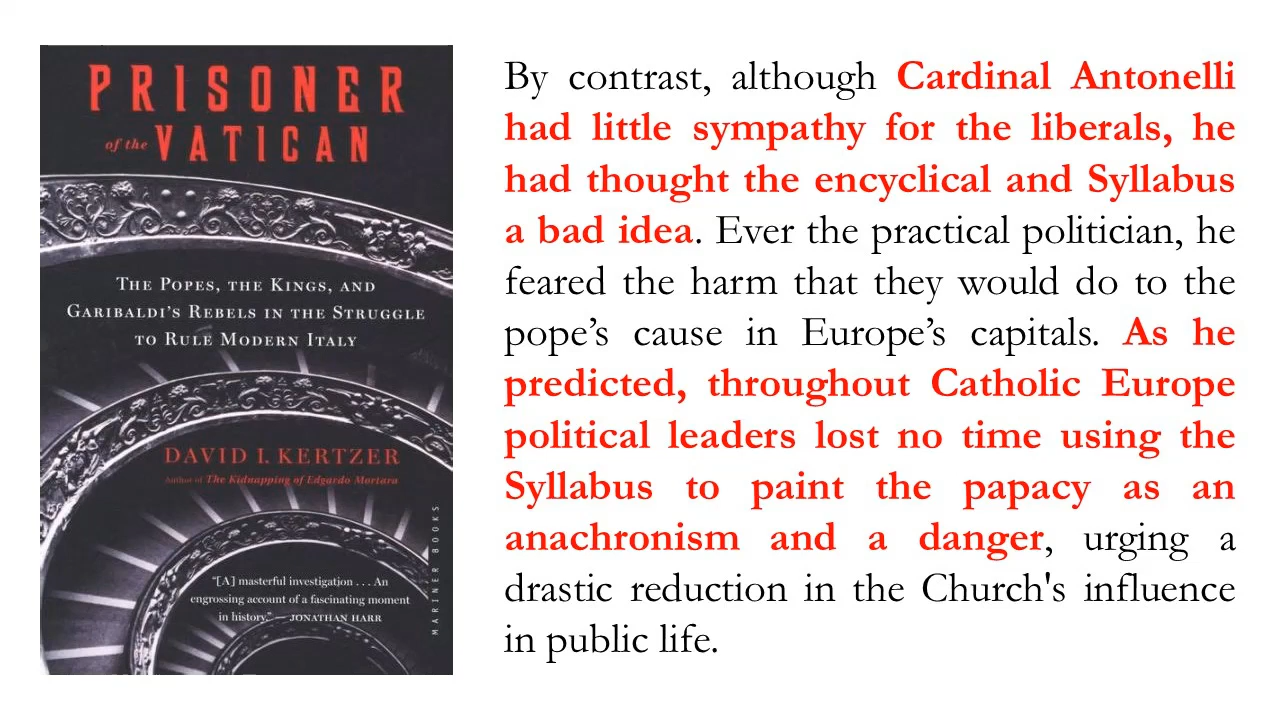 PRISONER
of the VATICAN
THE POPES, THE KINGS, AND
GARIBALDI'S REBELS IN THE STRUGGLE
TO RULE MODERN ITALY
DAVID I. KERTZER
Author of The Kidnapping of Edgardo Mortara
"[A] masterful investigation . . . An
engrossing account of a fascinating moment
in history." — JONATHAN HARR
MARINER BOOKS
By contrast, although Cardinal Antonelli
had little sympathy for the liberals, he
had thought the encyclical and Syllabus
a bad idea. Ever the practical politician, he
feared the harm that they would do to the
pope’s cause in Europe’s capitals. As he
predicted, throughout Catholic Europe
political leaders lost no time using the
Syllabus to paint the papacy as an
anachronism and a danger, urging a
drastic reduction in the Church's influence
in public life.